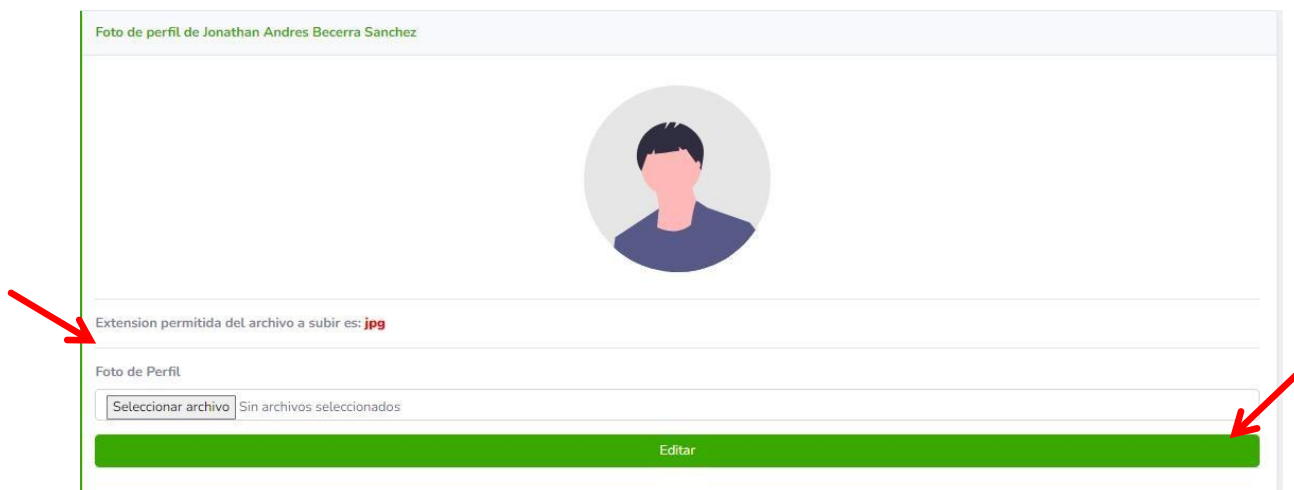 Foto de perfil de Jonathan Andres Becerra Sanchez
Extension permitida del archivo a subir es: jpg
Foto de Perfil
Seleccionar archivo Sin archivos seleccionados
Editar